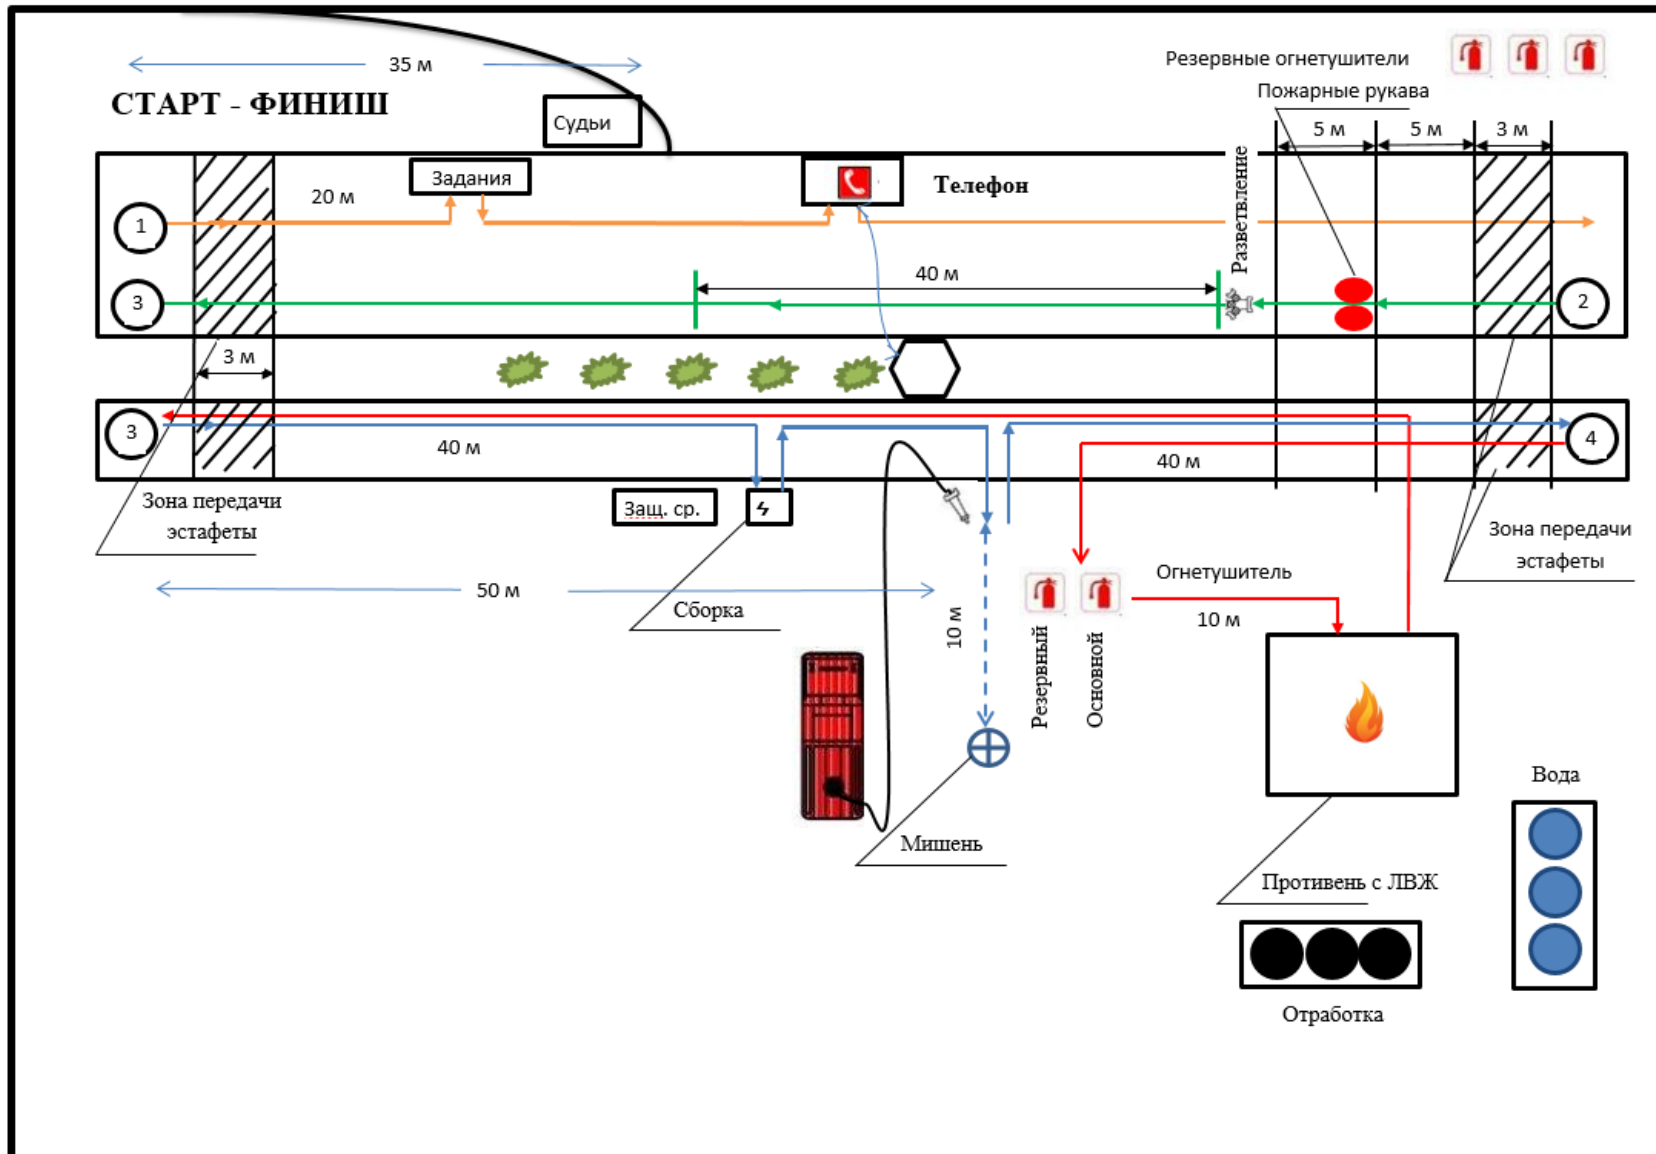 35 м
СТАРТ - ФИНИШ
Судьи
Резервные огнетушители
Пожарные рукава
5 м
5 м
3 м
Задания
Телефон
Разветвление
20 м
1
40 м
3
2
3 м
3
40 м
40 м
4
Защ. ср.
Зона передачи
эстафеты
Зона передачи
эстафеты
50 м
Сборка
10 м
Огнетушитель
10 м
Резервный
Основной
Мишень
Вода
Противень с ЛВЖ
Отработка